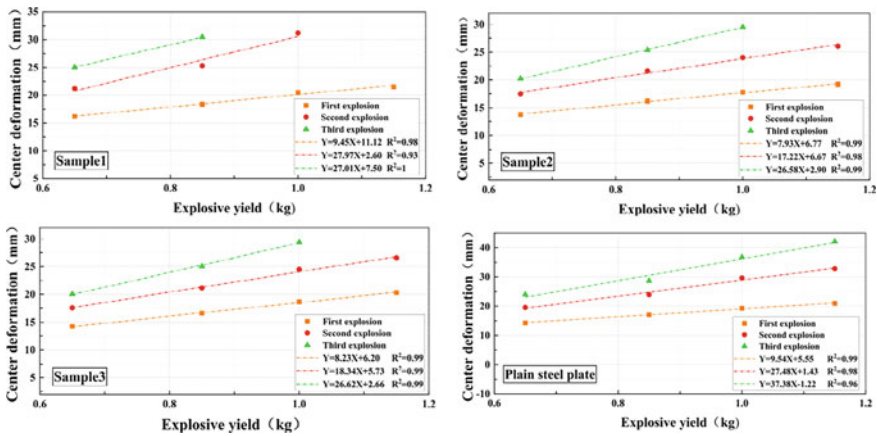 35
30
25
20
15
10
5
Center deformation (mm)
First explosion
Second explosion
Third explosion
Y=9.45X+11.12 R²=0.98
Y=27.97X+2.60 R²=0.93
Y=27.01X+7.50 R²=1
Sample1
0.6 0.8 1.0 1.2
Explosive yield (kg)
30
25
20
15
10
5
Center deformation (mm)
First explosion
Second explosion
Third explosion
Y=7.93X+6.77 R²=0.99
Y=17.22X+6.67 R²=0.98
Y=26.58X+2.90 R²=0.99
Sample2
0.6 0.8 1.0 1.2
Explosive yield (kg)
30
25
20
15
10
5
Center deformation (mm)
First explosion
Second explosion
Third explosion
Y=8.23X+6.20 R²=0.99
Y=18.34X+5.73 R²=0.99
Y=26.62X+2.66 R²=0.99
Sample3
0.6 0.8 1.0 1.2
Explosive yield (kg)
40
30
20
10
0
-10
Center deformation (mm)
First explosion
Second explosion
Third explosion
Y=9.54X+5.55 R²=0.99
Y=27.48X+1.43 R²=0.98
Y=37.38X-1.22 R²=0.96
Plain steel plate
0.6 0.8 1.0 1.2
Explosive yield (kg)